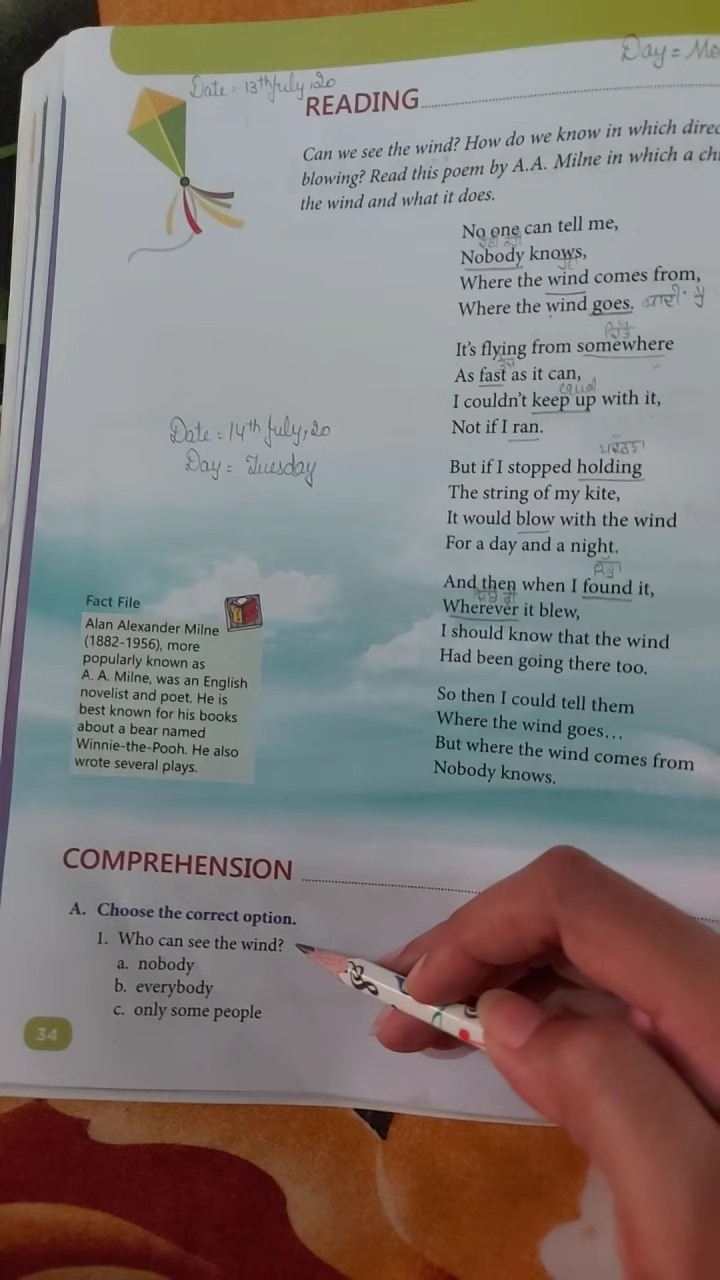 Day = Mo
Date = 13th July, 20
READING
Can we see the wind? How do we know in which direc
blowing? Read this poem by A.A. Milne in which a ch
the wind and what it does.
No one can tell me,
Nobody knows,
Where the wind comes from,
Where the wind goes.
It's flying from somewhere
As fast as it can,
equal
I couldn't keep up with it,
Not if I ran.
Date = 14th July, 20
Day = Tuesday
But if I stopped holding
The string of my kite,
It would blow with the wind
For a day and a night.
And then when I found it,
Wherever it blew,
I should know that the wind
Had been going there too.
So then I could tell them
Where the wind goes...
But where the wind comes from
Nobody knows.
Fact File
Alan Alexander Milne
(1882-1956), more
popularly known as
A. A. Milne, was an English
novelist and poet. He is
best known for his books
about a bear named
Winnie-the-Pooh. He also
wrote several plays.
COMPREHENSION
A. Choose the correct option.
1. Who can see the wind?
a. nobody
b. everybody
c. only some people
34